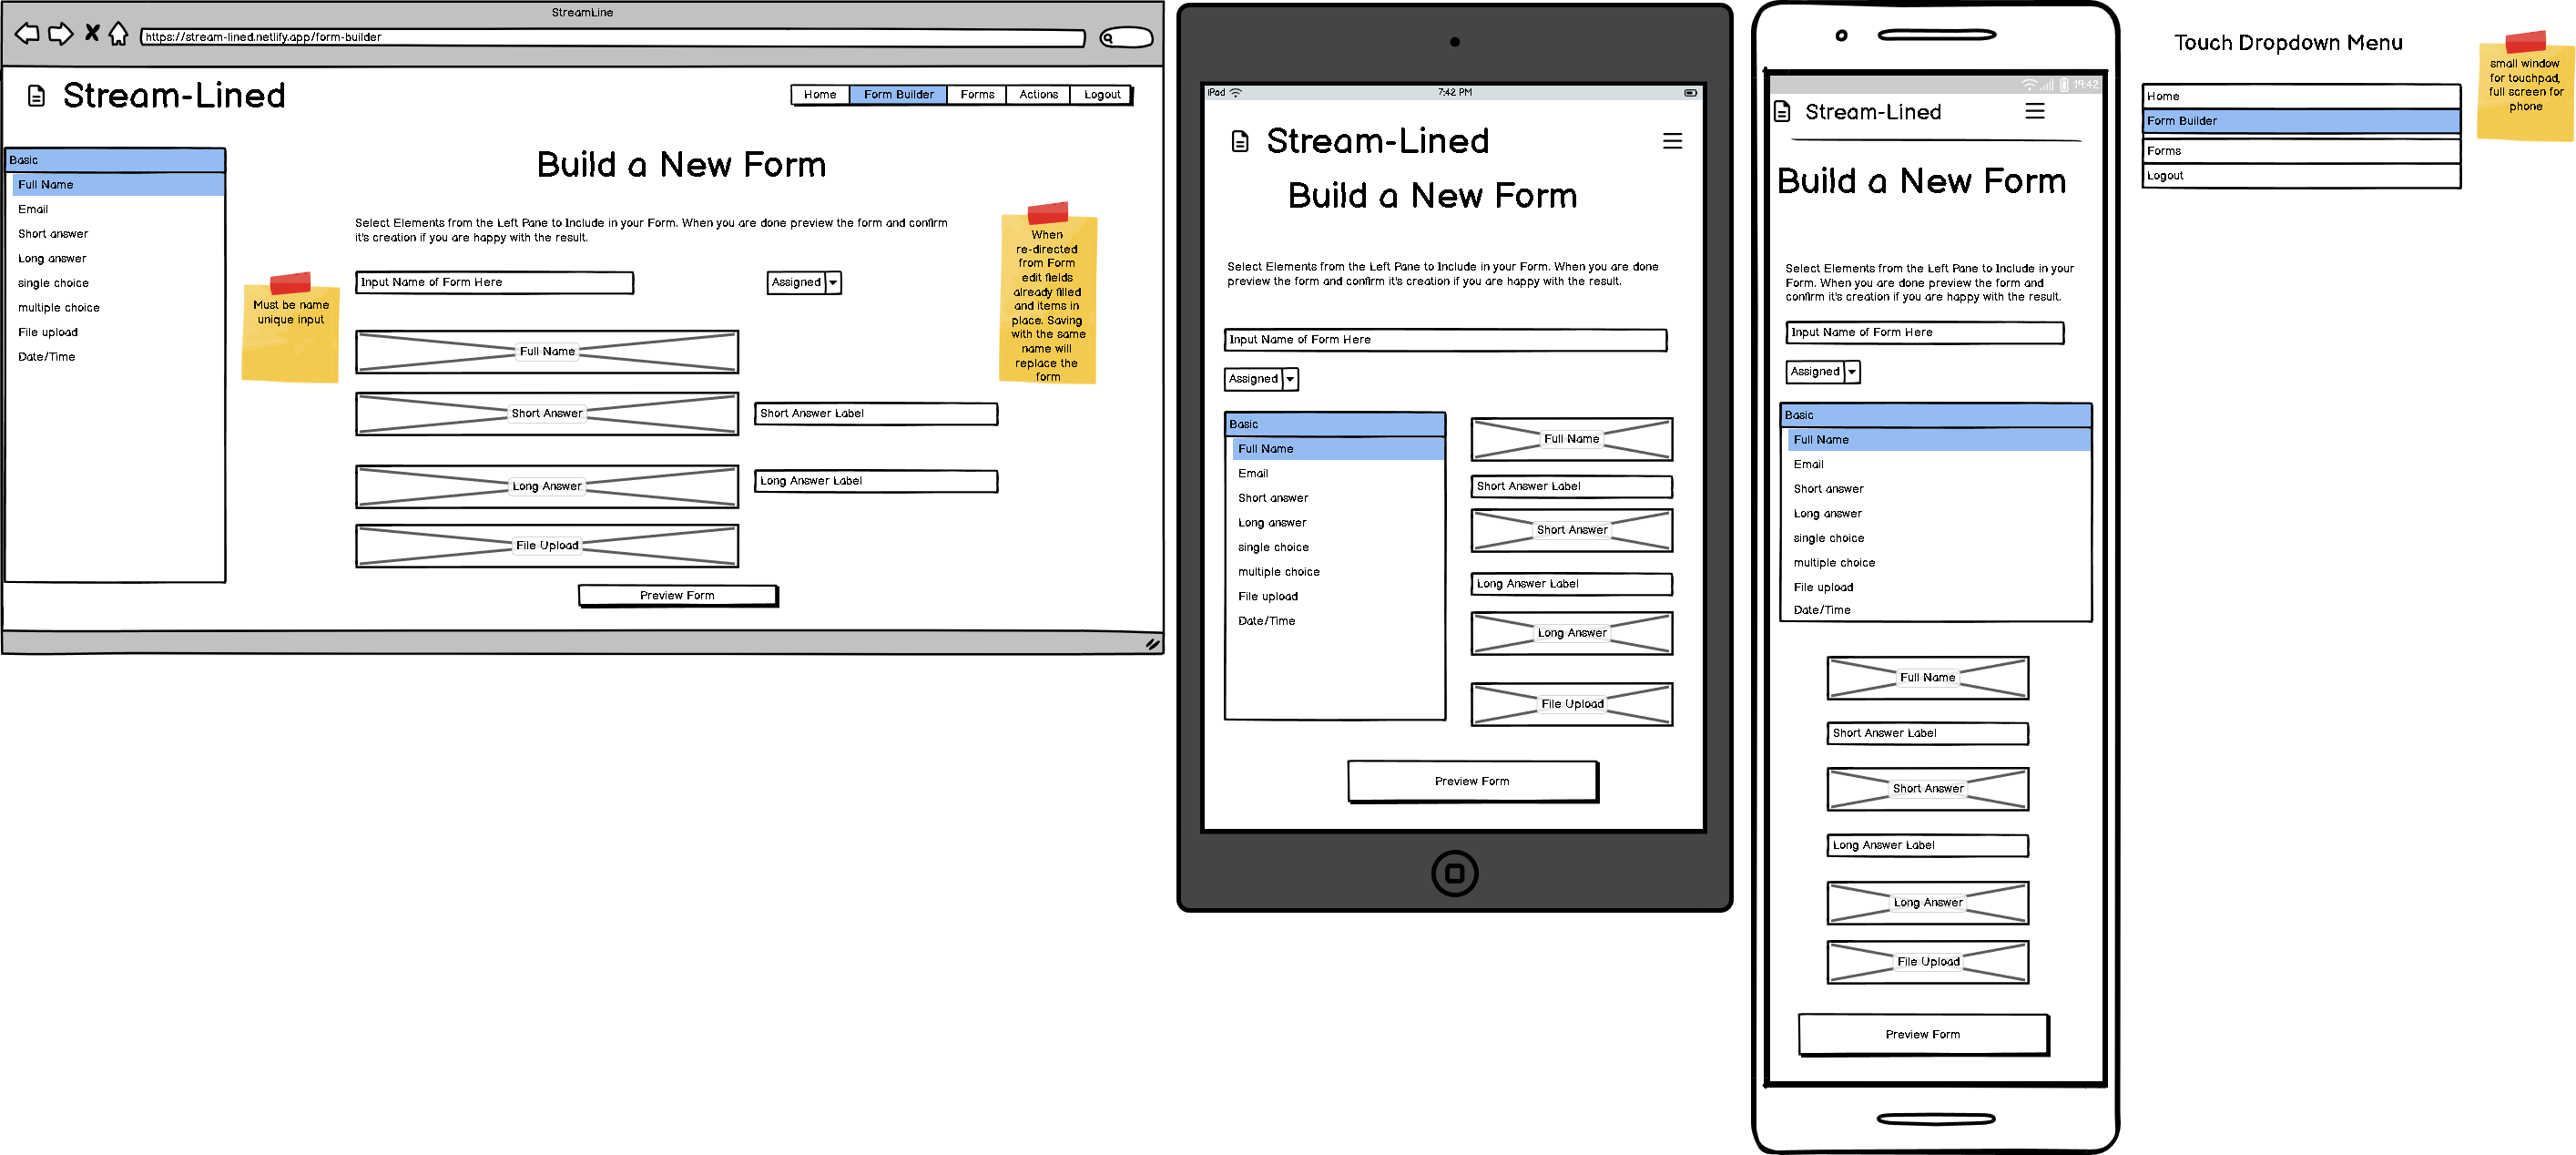 StreamLine
https://stream-lined.netlify.app/form-builder
Stream-Lined
Home
Form Builder
Forms
Actions
Logout
Basic
Full Name
Email
Short answer
Long answer
single choice
multiple choice
File upload
Date/Time
Must be name
unique input
Build a New Form
Select Elements from the Left Pane to Include in your Form. When you are done preview the form and confirm
it's creation if you are happy with the result.
Input Name of Form Here
Assigned
Full Name
Short Answer
Short Answer Label
Long Answer
Long Answer Label
File Upload
Preview Form
When
re-directed
from Form
edit fields
already filled
and items in
place. Saving
with the same
name will
replace the
form
iPad
7:42 PM
Stream-Lined
Build a New Form
Select Elements from the Left Pane to Include in your Form. When you are done
preview the form and confirm it's creation if you are happy with the result.
Input Name of Form Here
Assigned
Basic
Full Name
Email
Short answer
Long answer
single choice
multiple choice
File upload
Date/Time
Full Name
Short Answer Label
Short Answer
Long Answer Label
Long Answer
File Upload
Preview Form
19:42
Stream-Lined
Build a New Form
Select Elements from the Left Pane to Include in your
Form. When you are done preview the form and
confirm it's creation if you are happy with the result.
Input Name of Form Here
Assigned
Basic
Full Name
Email
Short answer
Long answer
single choice
multiple choice
File upload
Date/Time
Full Name
Short Answer Label
Short Answer
Long Answer Label
Long Answer
File Upload
Preview Form
Touch Dropdown Menu
Home
Form Builder
Forms
Logout
small window
for touchpad,
full screen for
phone